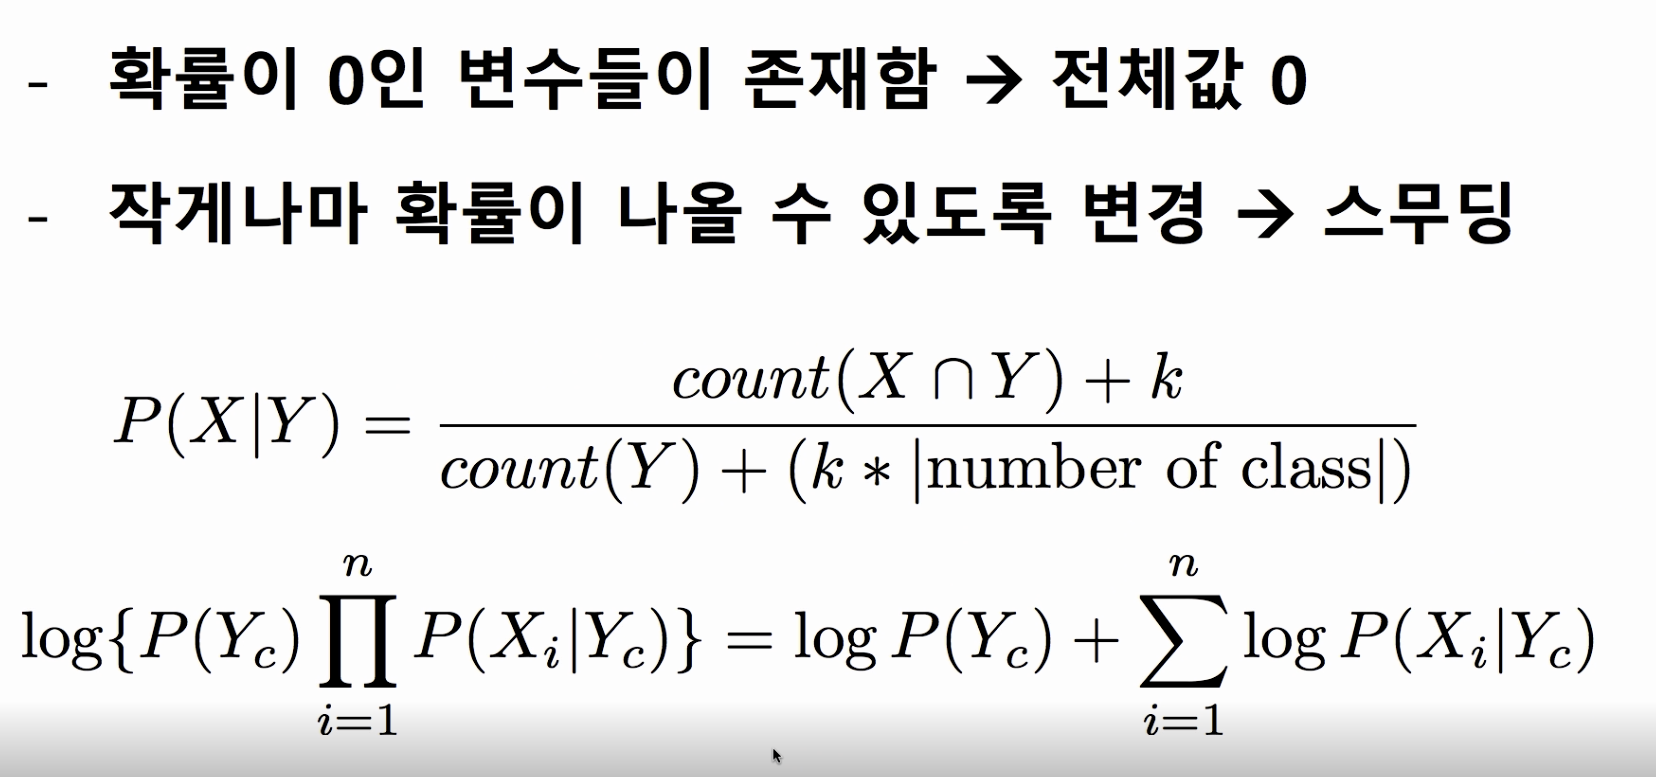 - 확률이 0인 변수들이 존재함 → 전체값 0
- 작게나마 확률이 나올 수 있도록 변경 → 스무딩
P(X|Y) = \frac{count(X ∩ Y) + k}{count(Y) + (k * |number of class|)}
log{P(Y_c) \prod_{i=1}^{n} P(X_i|Y_c)} = log P(Y_c) + \sum_{i=1}^{n} log P(X_i|Y_c)